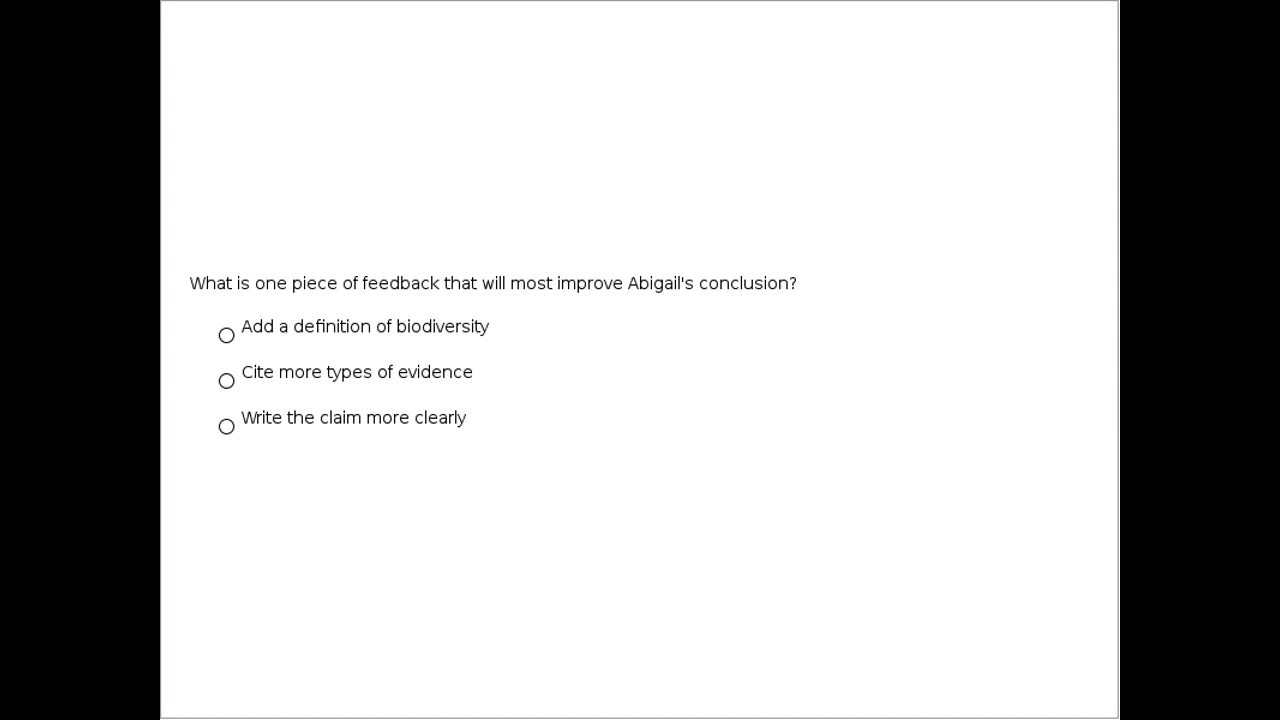 What is one piece of feedback that will most improve Abigail's conclusion?
Add a definition of biodiversity
Cite more types of evidence
Write the claim more clearly